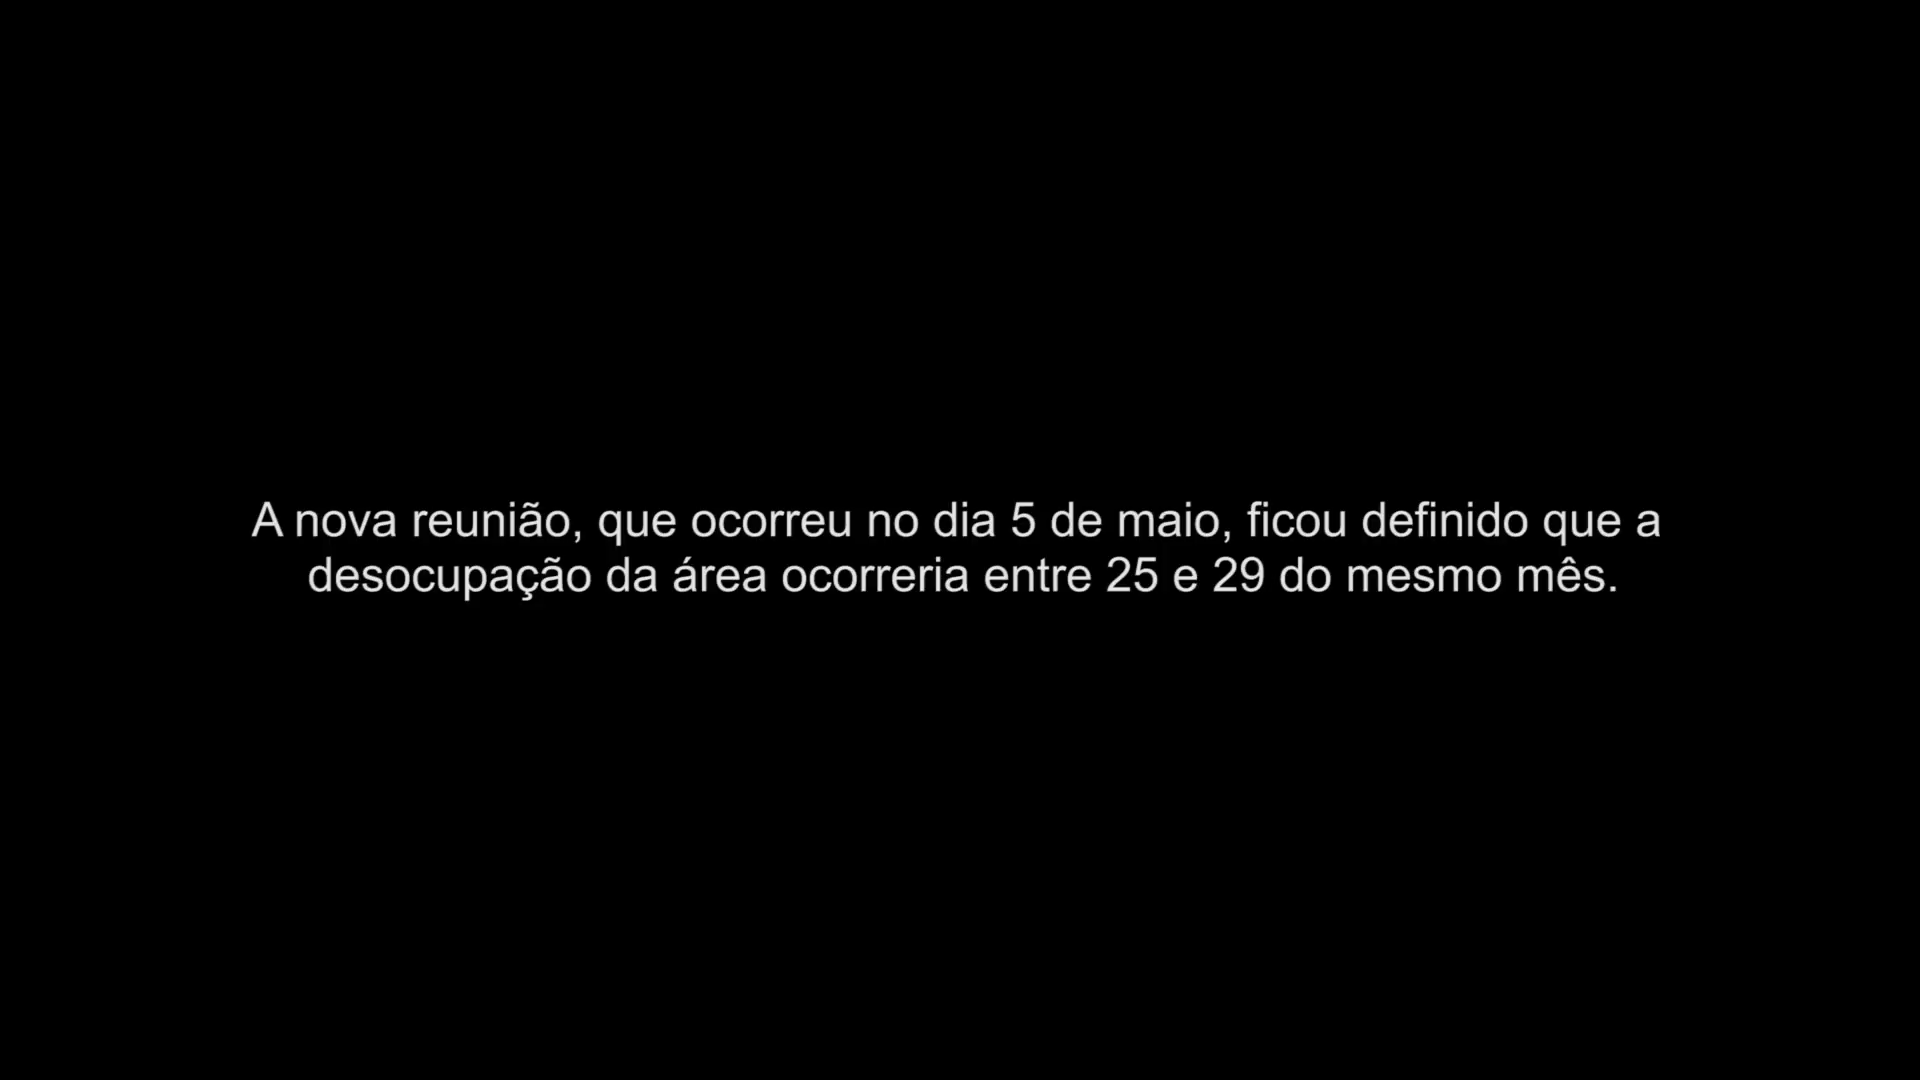 A nova reunião, que ocorreu no dia 5 de maio, ficou definido que a
desocupação da área ocorreria entre 25 e 29 do mesmo mês.